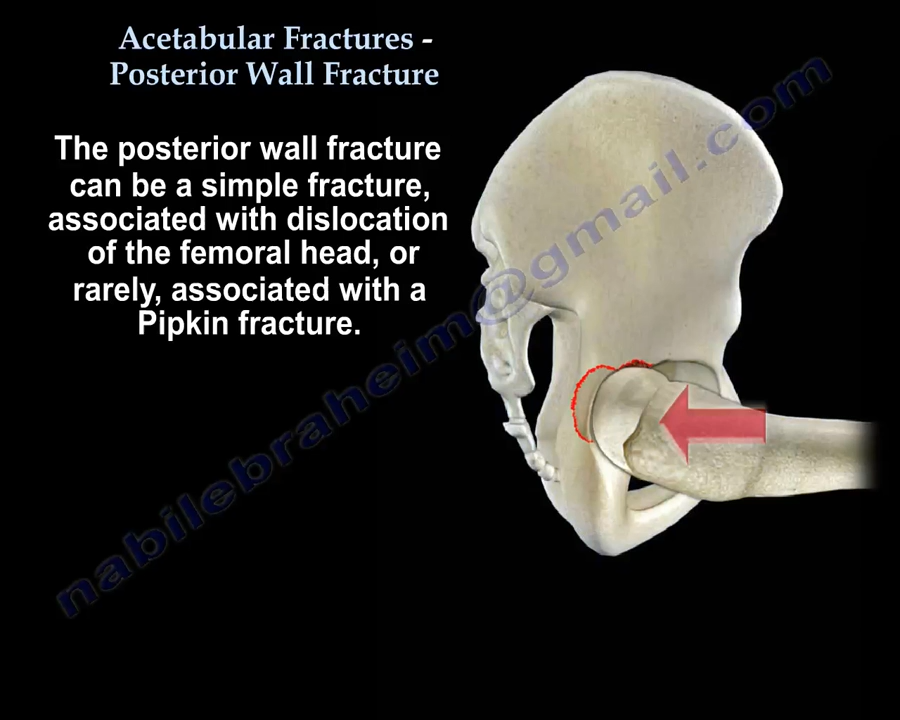 Acetabular Fractures -
Posterior Wall Fracture
The posterior wall fracture
can be a simple fracture,
associated with dislocation
of the femoral head, or
rarely, associated with a
Pipkin fracture.
nabilebraheim@gmail.com